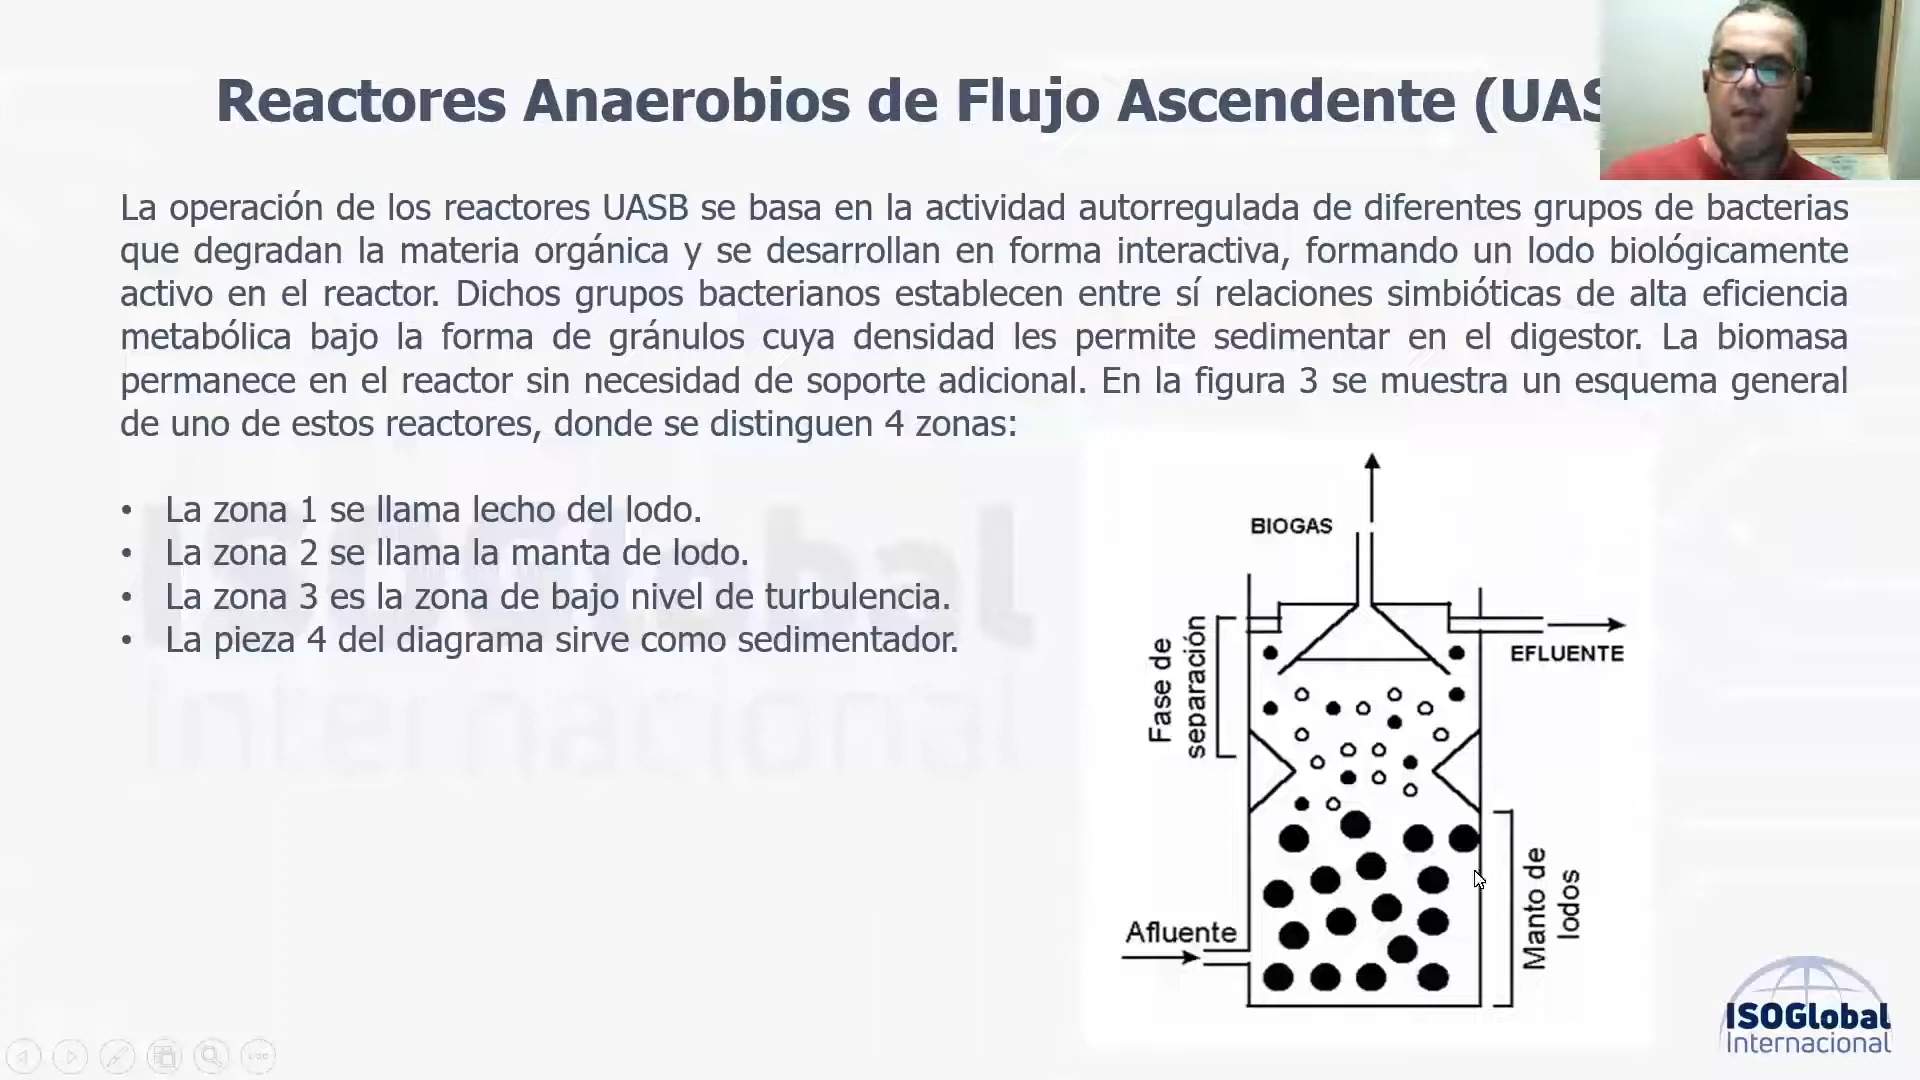 Reactores Anaerobios de Flujo Ascendente (UAS
La operación de los reactores UASB se basa en la actividad autorregulada de diferentes grupos de bacterias
que degradan la materia orgánica y se desarrollan en forma interactiva, formando un lodo biológicamente
activo en el reactor. Dichos grupos bacterianos establecen entre sí relaciones simbióticas de alta eficiencia
metabólica bajo la forma de gránulos cuya densidad les permite sedimentar en el digestor. La biomasa
permanece en el reactor sin necesidad de soporte adicional. En la figura 3 se muestra un esquema general
de uno de estos reactores, donde se distinguen 4 zonas:
• La zona 1 se llama lecho del lodo.
• La zona 2 se llama la manta de lodo.
• La zona 3 es la zona de bajo nivel de turbulencia.
• La pieza 4 del diagrama sirve como sedimentador.
BIOGAS
EFLUENTE
Fase de
separación
Afluente
Manto de
lodos
ISOGlobal
Internacional
ISOGlobal
Internacional